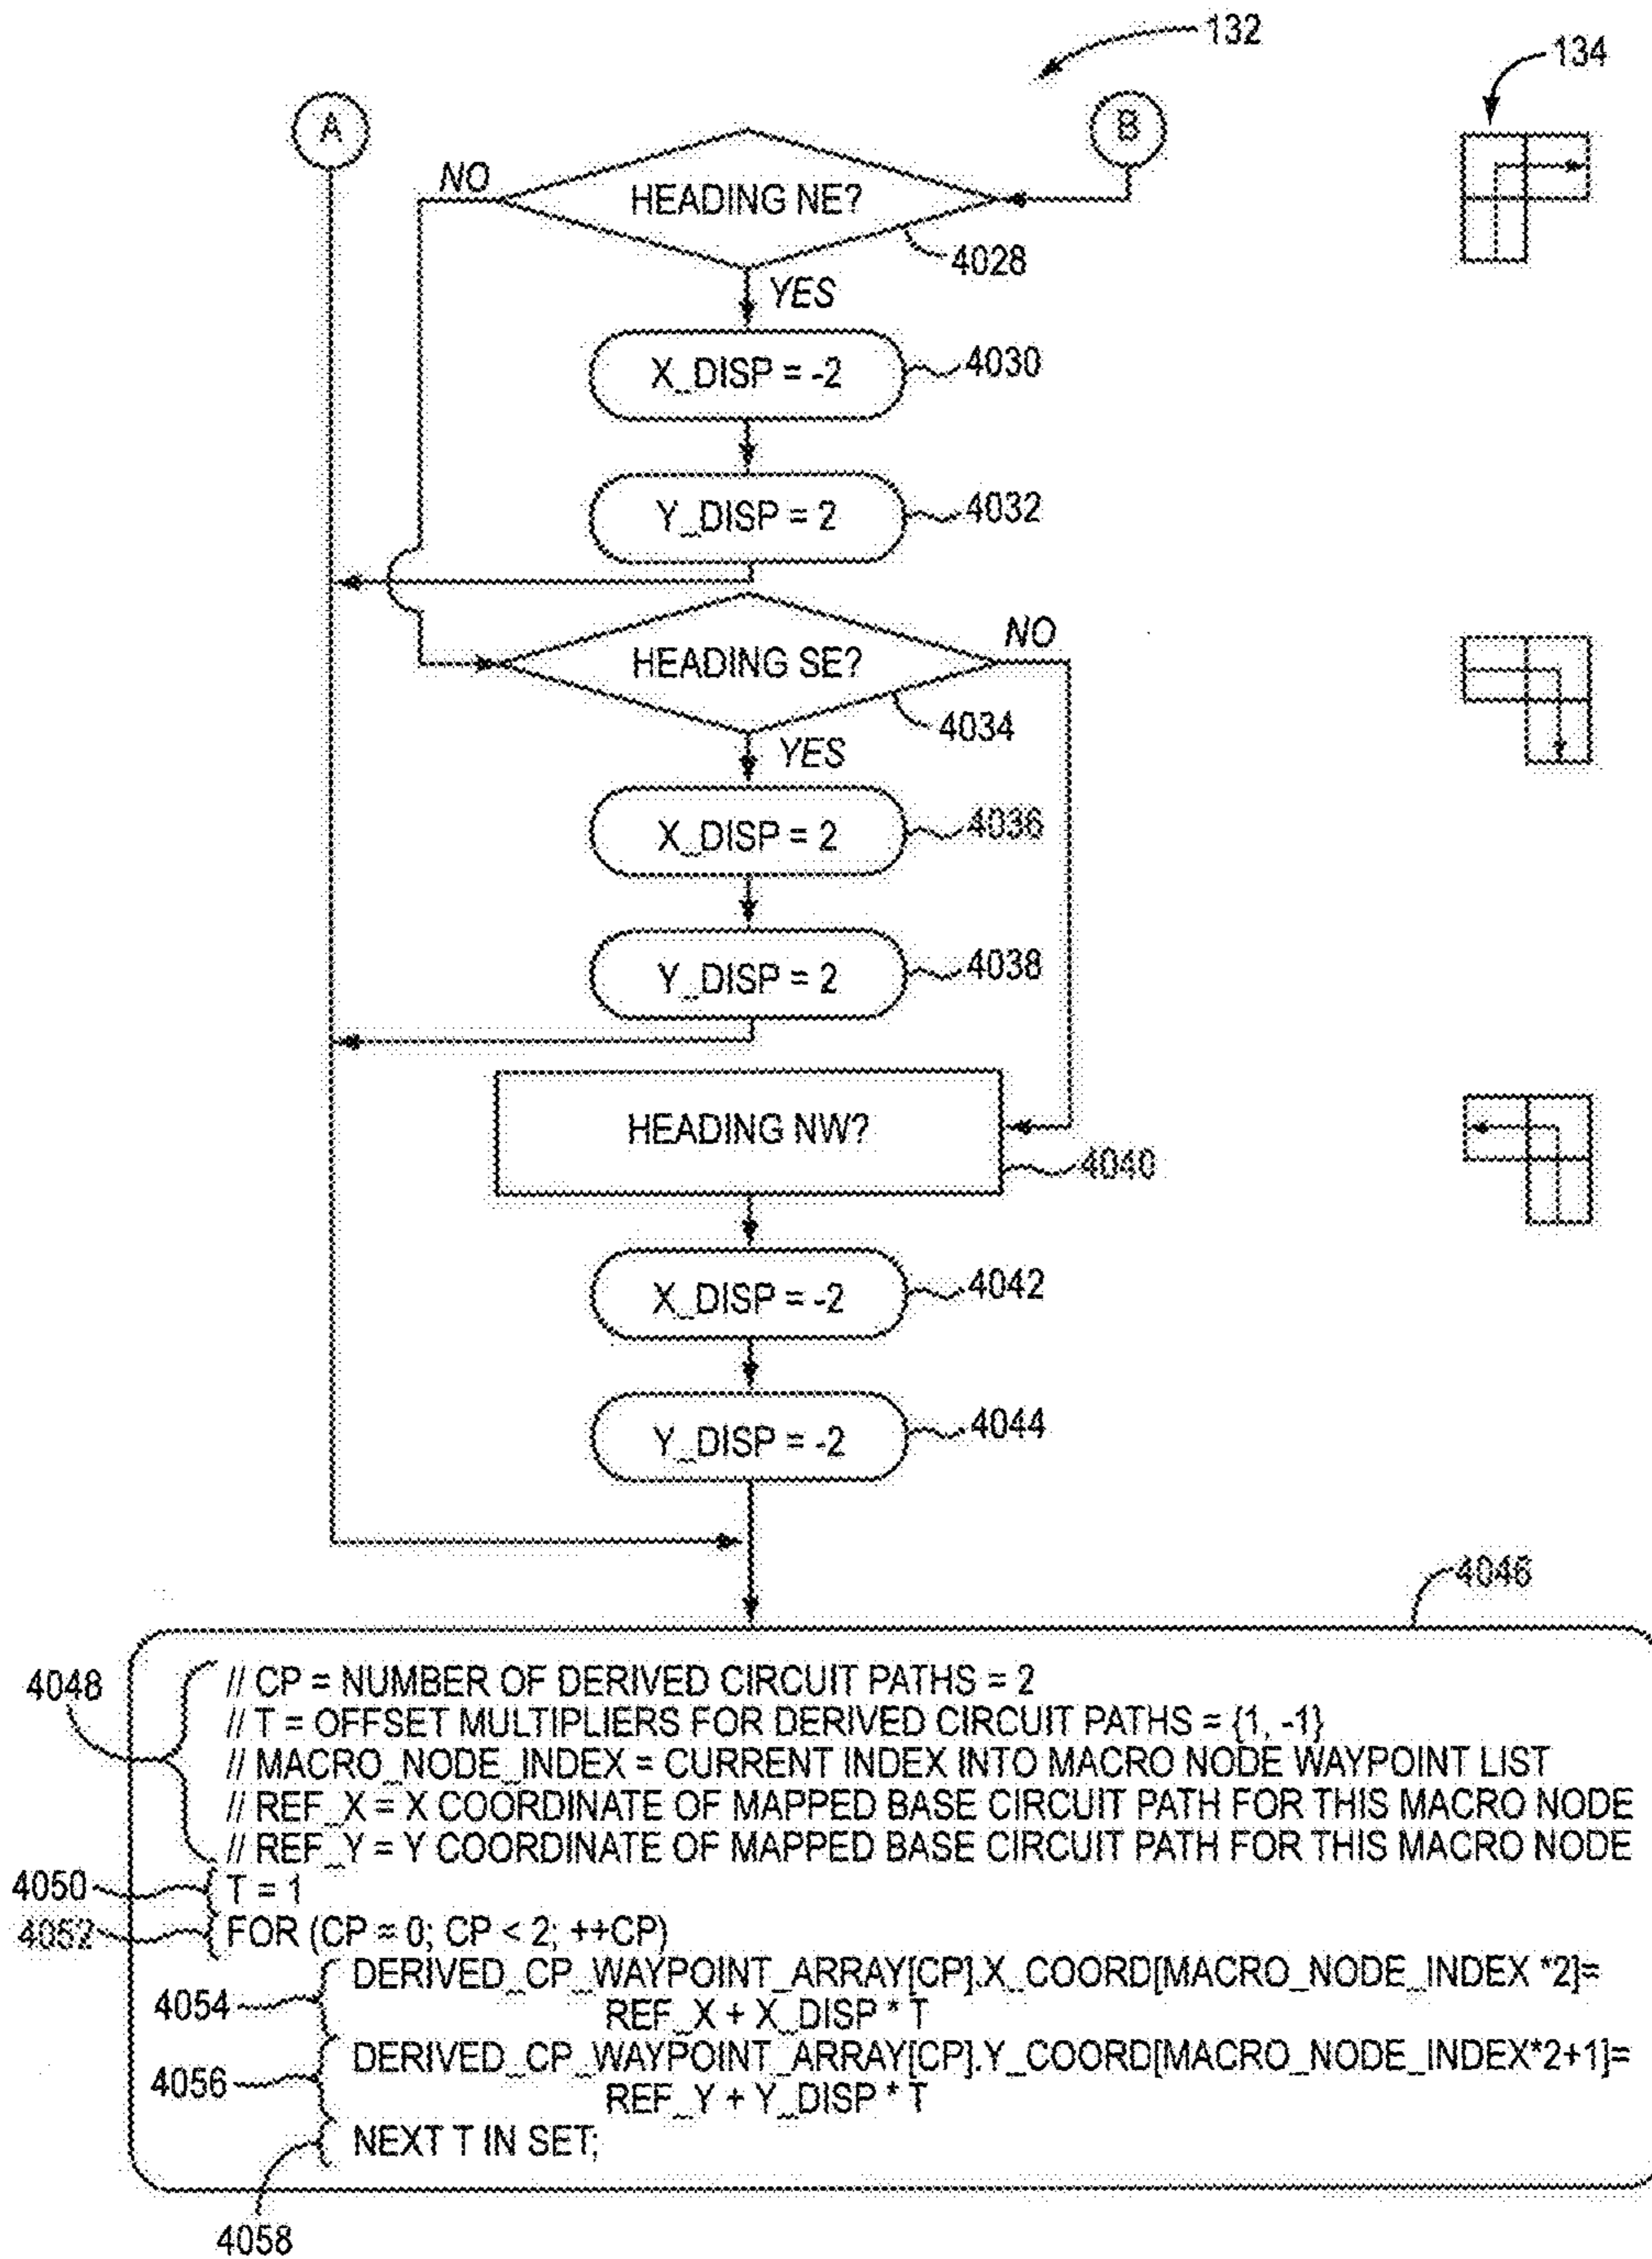 132
134
A
B
NO
HEADING NE?
4028
YES
X_DISP = -2
4030
Y_DISP = 2
4032
NO
HEADING SE?
4034
YES
X_DISP = 2
4036
Y_DISP = 2
4038
HEADING NW?
4040
X_DISP = -2
4042
Y_DISP = -2
4044
4046
4048
// CP = NUMBER OF DERIVED CIRCUIT PATHS = 2
// T = OFFSET MULTIPLIERS FOR DERIVED CIRCUIT PATHS = {1, -1}
// MACRO_NODE_INDEX = CURRENT INDEX INTO MACRO NODE WAYPOINT LIST
// REF_X = X COORDINATE OF MAPPED BASE CIRCUIT PATH FOR THIS MACRO NODE
// REF_Y = Y COORDINATE OF MAPPED BASE CIRCUIT PATH FOR THIS MACRO NODE
4050
T = 1
4052
FOR (CP = 0; CP < 2; ++CP)
4054
DERIVED_CP_WAYPOINT_ARRAY[CP].X_COORD[MACRO_NODE_INDEX *2]=
REF_X + X_DISP * T
4056
DERIVED_CP_WAYPOINT_ARRAY[CP].Y_COORD[MACRO_NODE_INDEX*2+1]=
REF_Y + Y_DISP * T
NEXT T IN SET;
4058